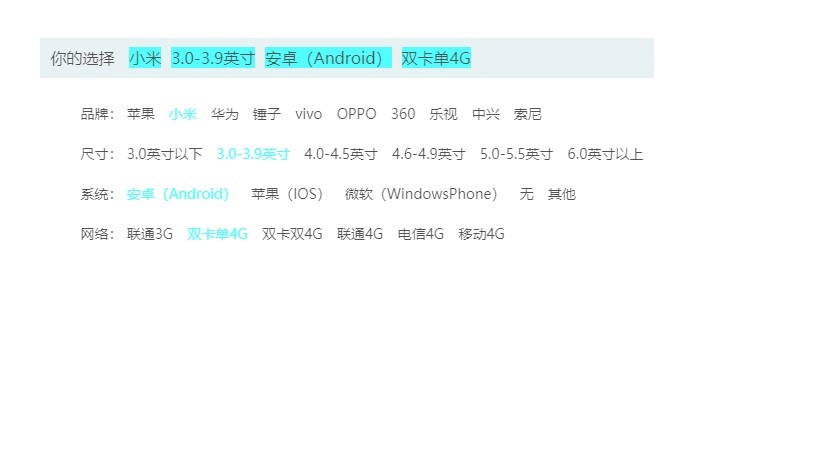 你的选择 小米 3.0-3.9英寸 安卓（Android） 双卡单4G
品牌： 苹果 小米 华为 锤子 vivo OPPO 360 乐视 中兴 索尼
尺寸： 3.0英寸以下 3.0-3.9英寸 4.0-4.5英寸 4.6-4.9英寸 5.0-5.5英寸 6.0英寸以上
系统： 安卓（Android） 苹果（IOS） 微软（WindowsPhone） 无 其他
网络： 联通3G 双卡单4G 双卡双4G 联通4G 电信4G 移动4G